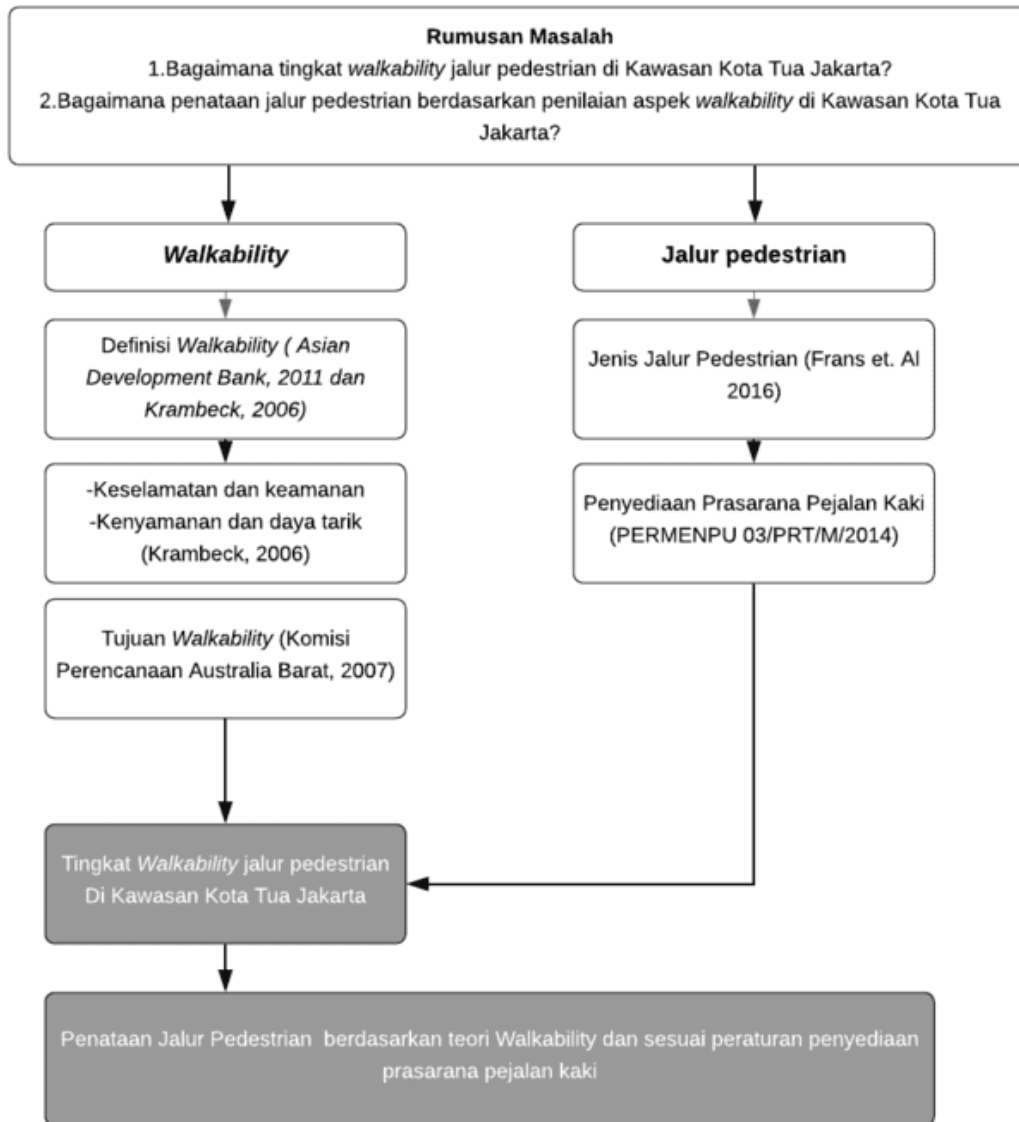 Rumusan Masalah
1.Bagaimana tingkat walkability jalur pedestrian di Kawasan Kota Tua Jakarta?
2.Bagaimana penataan jalur pedestrian berdasarkan penilaian aspek walkability di Kawasan Kota Tua
Jakarta?
Walkability
Jalur pedestrian
Definisi Walkability ( Asian
Development Bank, 2011 dan
Krambeck, 2006)
Jenis Jalur Pedestrian (Frans et. Al
2016)
-Keselamatan dan keamanan
-Kenyamanan dan daya tarik
(Krambeck, 2006)
Penyediaan Prasarana Pejalan Kaki
(PERMENPU 03/PRT/M/2014)
Tujuan Walkability (Komisi
Perencanaan Australia Barat, 2007)
Tingkat Walkability jalur pedestrian
Di Kawasan Kota Tua Jakarta
Penataan Jalur Pedestrian  berdasarkan teori Walkability dan sesuai peraturan penyediaan
prasarana pejalan kaki